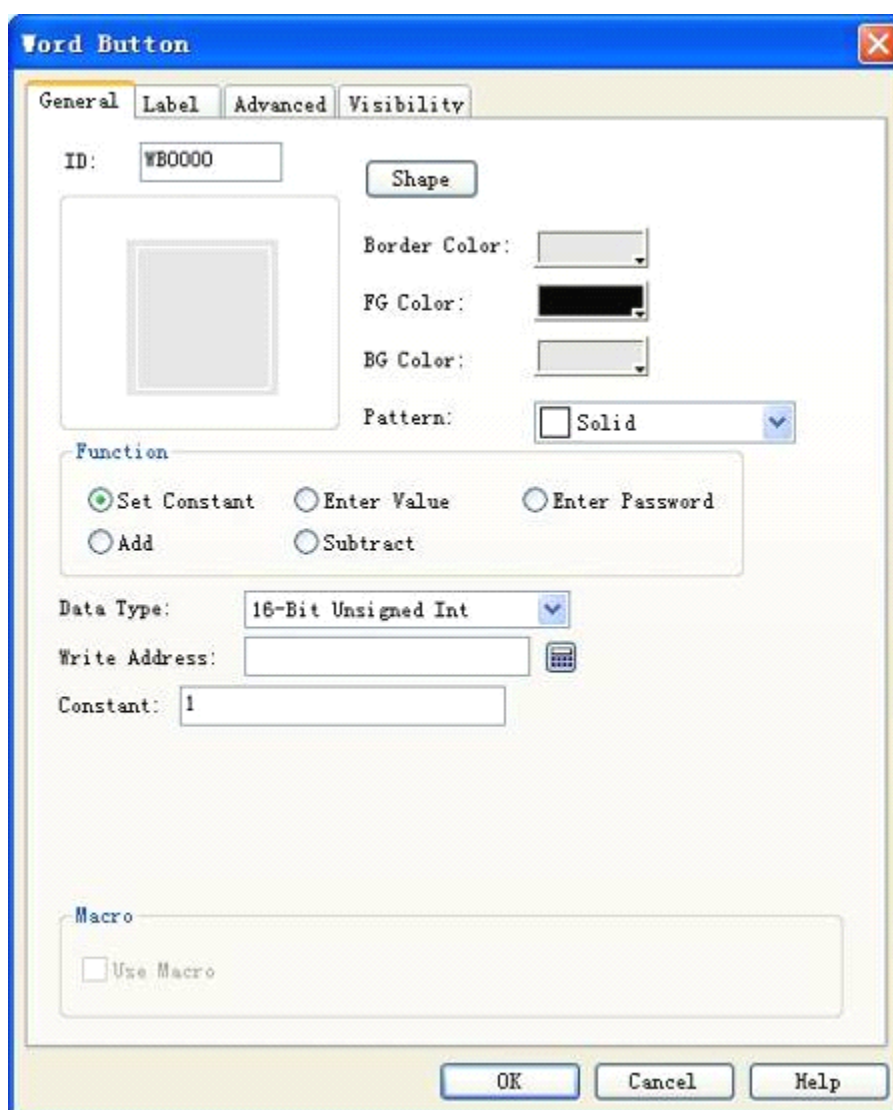 Word Button
General Label Advanced Visibility
ID: WB0000
Shape
Border Color:
FG Color:
BG Color:
Pattern: Solid
Function
Set Constant Enter Value Enter Password
Add Subtract
Data Type: 16-Bit Unsigned Int
Write Address:
Constant: 1
Macro
Use Macro
OK Cancel Help